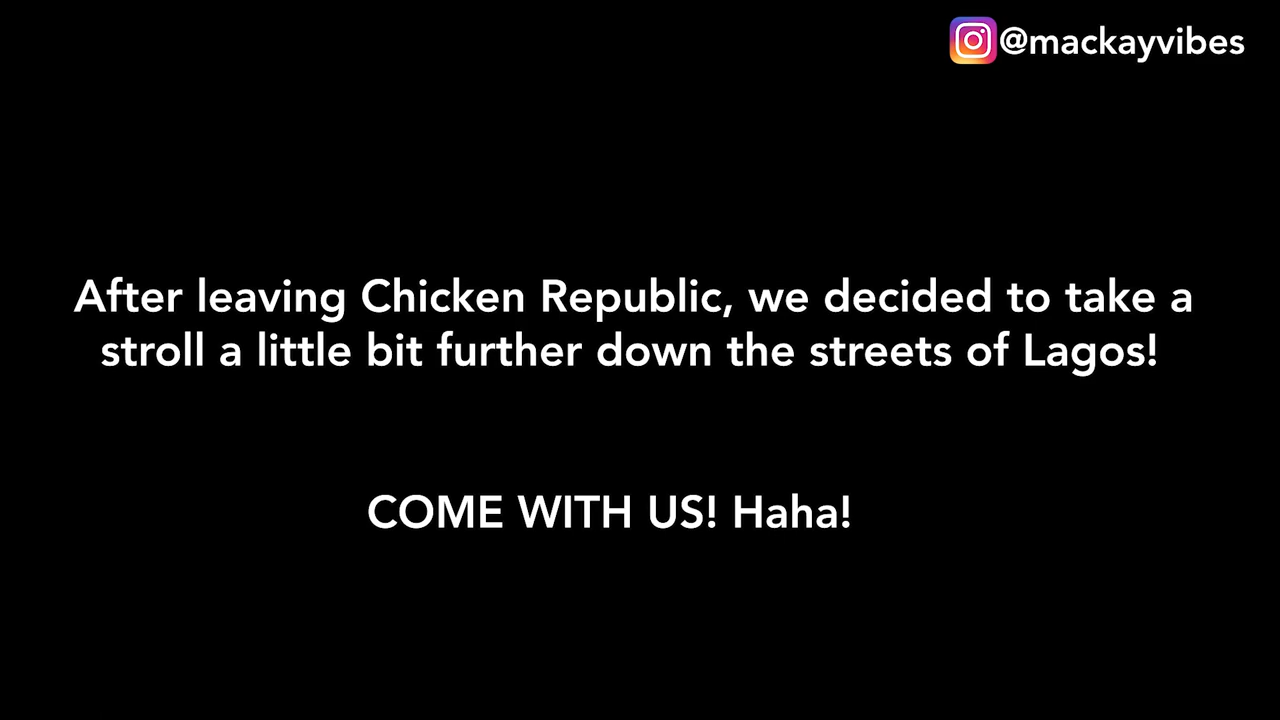 @mackayvibes
After leaving Chicken Republic, we decided to take a
stroll a little bit further down the streets of Lagos!
COME WITH US! Haha!